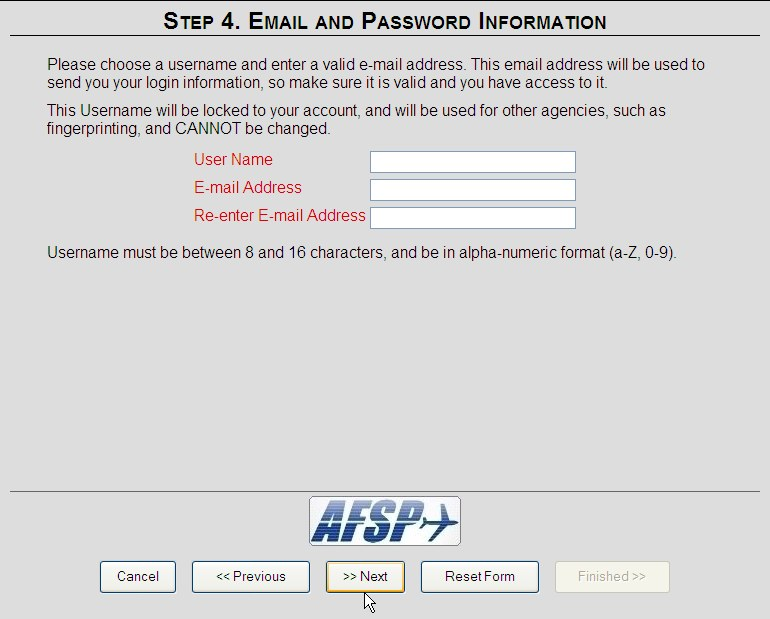 STEP 4. EMAIL AND PASSWORD INFORMATION
Please choose a username and enter a valid e-mail address. This email address will be used to
send you your login information, so make sure it is valid and you have access to it.
This Username will be locked to your account, and will be used for other agencies, such as
fingerprinting, and CANNOT be changed.
User Name
E-mail Address
Re-enter E-mail Address
Username must be between 8 and 16 characters, and be in alpha-numeric format (a-Z, 0-9).
AFSP
Cancel
<< Previous
>> Next
Reset Form
Finished >>